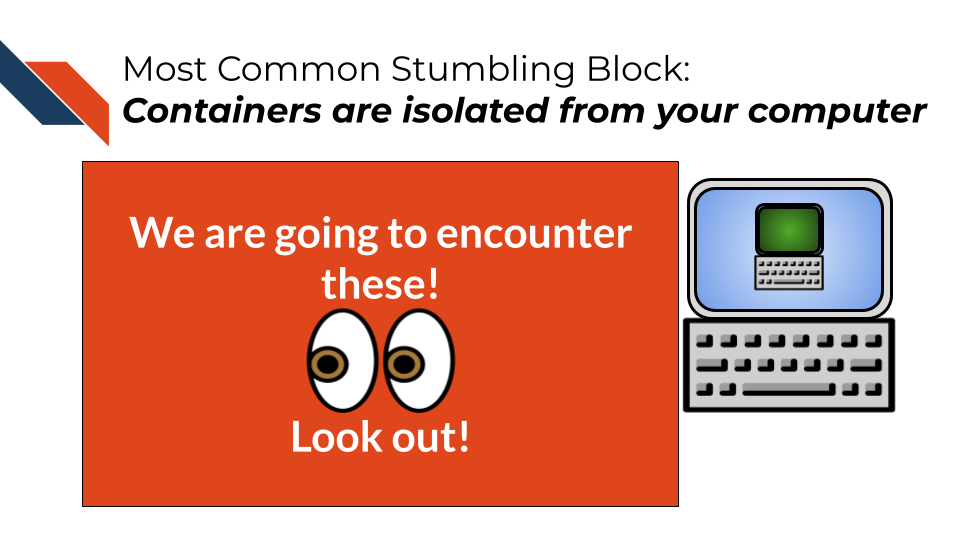 Most Common Stumbling Block:
Containers are isolated from your computer
We are going to encounter
these!
Look out!